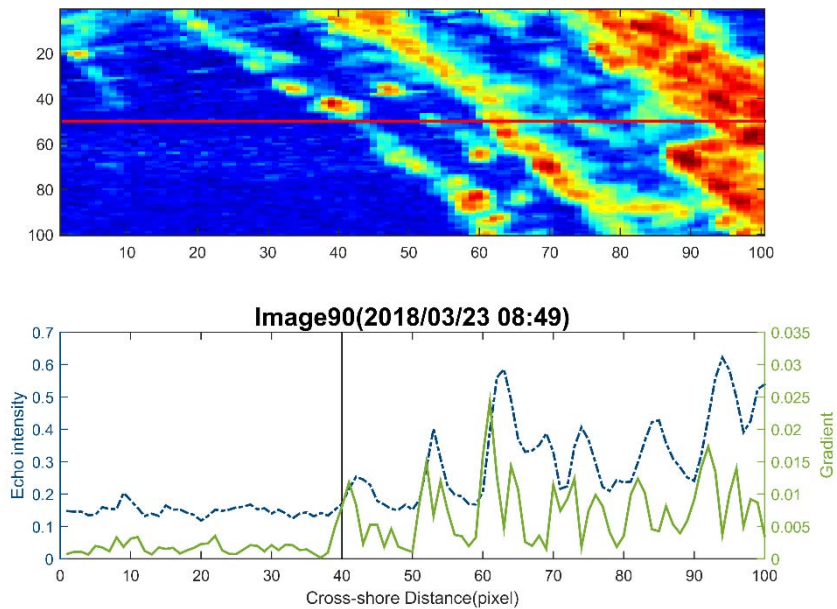 20
40
60
80
100
10 20 30 40 50 60 70 80 90 100
Image90(2018/03/23 08:49)
0.7 0.035
0.6 0.03
0.5 0.025
0.4 0.02
0.3 0.015
0.2 0.01
0.1 0.005
0 0
Echo intensity
Gradient
0 10 20 30 40 50 60 70 80 90 100
Cross-shore Distance(pixel)